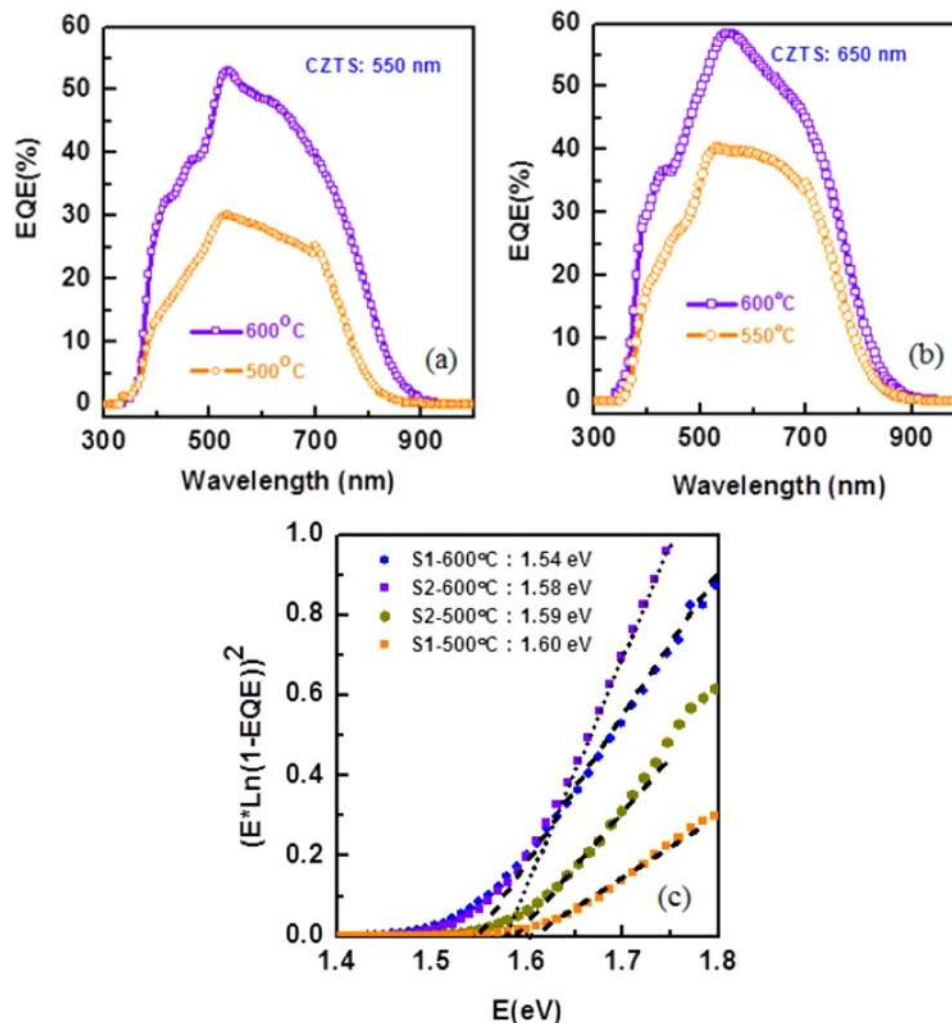 60
50
40
30
20
10
0
EQE(%)
CZTS: 550 nm
600°C
500°C
(a)
300 500 700 900
Wavelength (nm)
60
50
40
30
20
10
0
EQE(%)
CZTS: 650 nm
600°C
550°C
(b)
300 500 700 900
Wavelength (nm)
1.0
0.8
0.6
0.4
0.2
0.0
(E*Ln(1-EQE))²
S1-600ºC : 1.54 eV
S2-600ºC : 1.58 eV
S2-500ºC : 1.59 eV
S1-500ºC : 1.60 eV
(c)
1.4 1.5 1.6 1.7 1.8
E(eV)